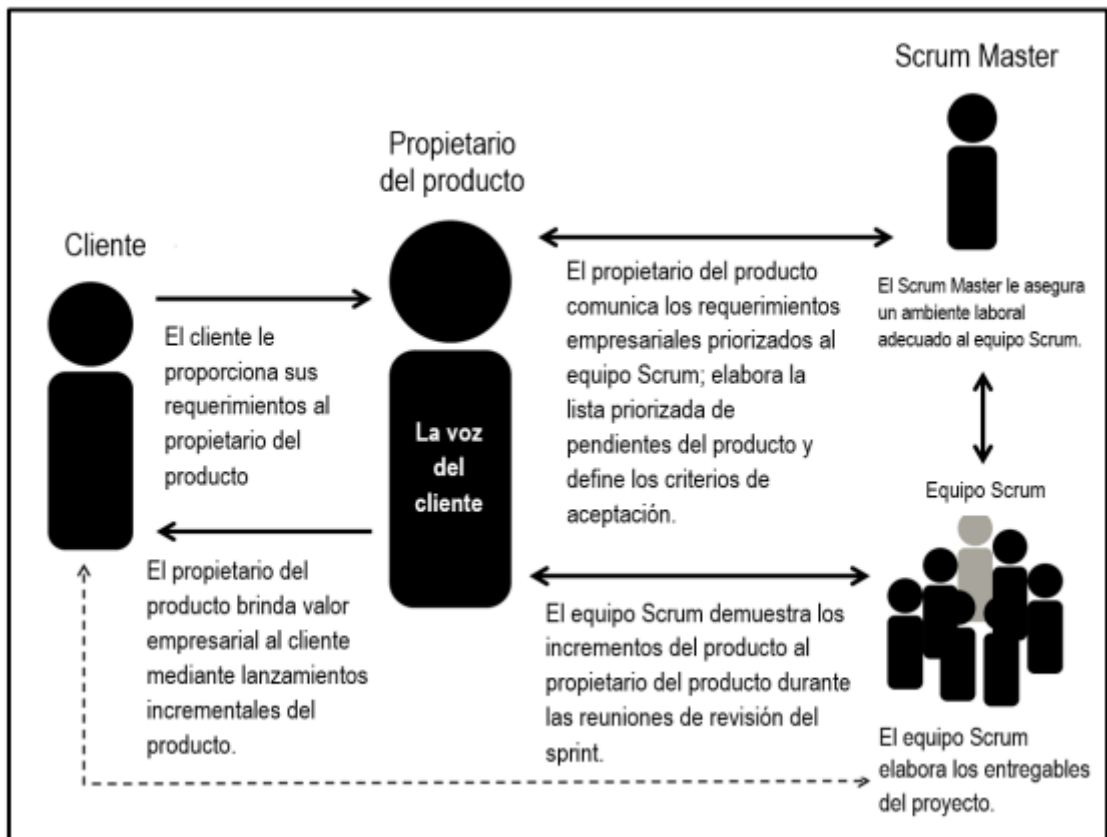 Scrum Master
Propietario
del producto
Cliente
El cliente le
proporciona sus
requerimientos al
propietario del
producto
La voz
del
cliente
El propietario del producto
comunica los requerimientos
empresariales priorizados al
equipo Scrum; elabora la
lista priorizada de
pendientes del producto y
define los criterios de
aceptación.
El Scrum Master le asegura
un ambiente laboral
adecuado al equipo Scrum.
Equipo Scrum
El propietario del
producto brinda valor
empresarial al cliente
mediante lanzamientos
incrementales del
producto.
El equipo Scrum demuestra los
incrementos del producto al
propietario del producto durante
las reuniones de revisión del
sprint.
El equipo Scrum
elabora los entregables
del proyecto.